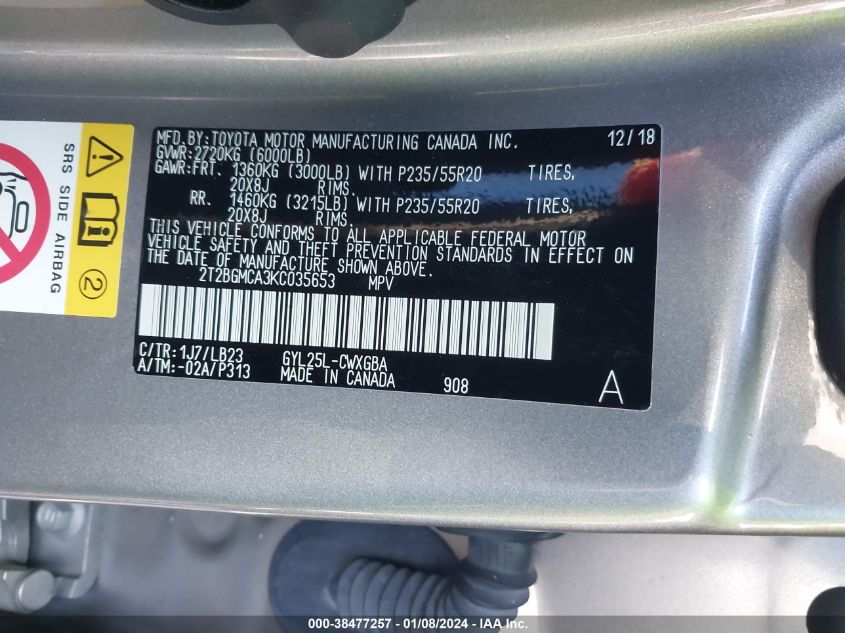 MFD.BY:TOYOTA MOTOR MANUFACTURING CANADA INC. 12/18
GVWR:2720KG (6000LB)
GAWR:FRT. 1360KG (3000LB) WITH P235/55R20 TIRES,
20X8J RIMS.
RR. 1460KG (3215LB) WITH P235/55R20 TIRES,
20X8J RIMS.
THIS VEHICLE CONFORMS TO ALL APPLICABLE FEDERAL MOTOR
VEHICLE SAFETY AND THEFT PREVENTION STANDARDS IN EFFECT ON
THE DATE OF MANUFACTURE SHOWN ABOVE.
2T2BGMCA3KC035653 MPV
C/TR:1J7/LB23 GYL25L-CWXGBA
A/TM:-02A/P313 MADE IN CANADA 908 A
SRS SIDE AIRBAG
2
000-38477257 - 01/08/2024 - IAA Inc.